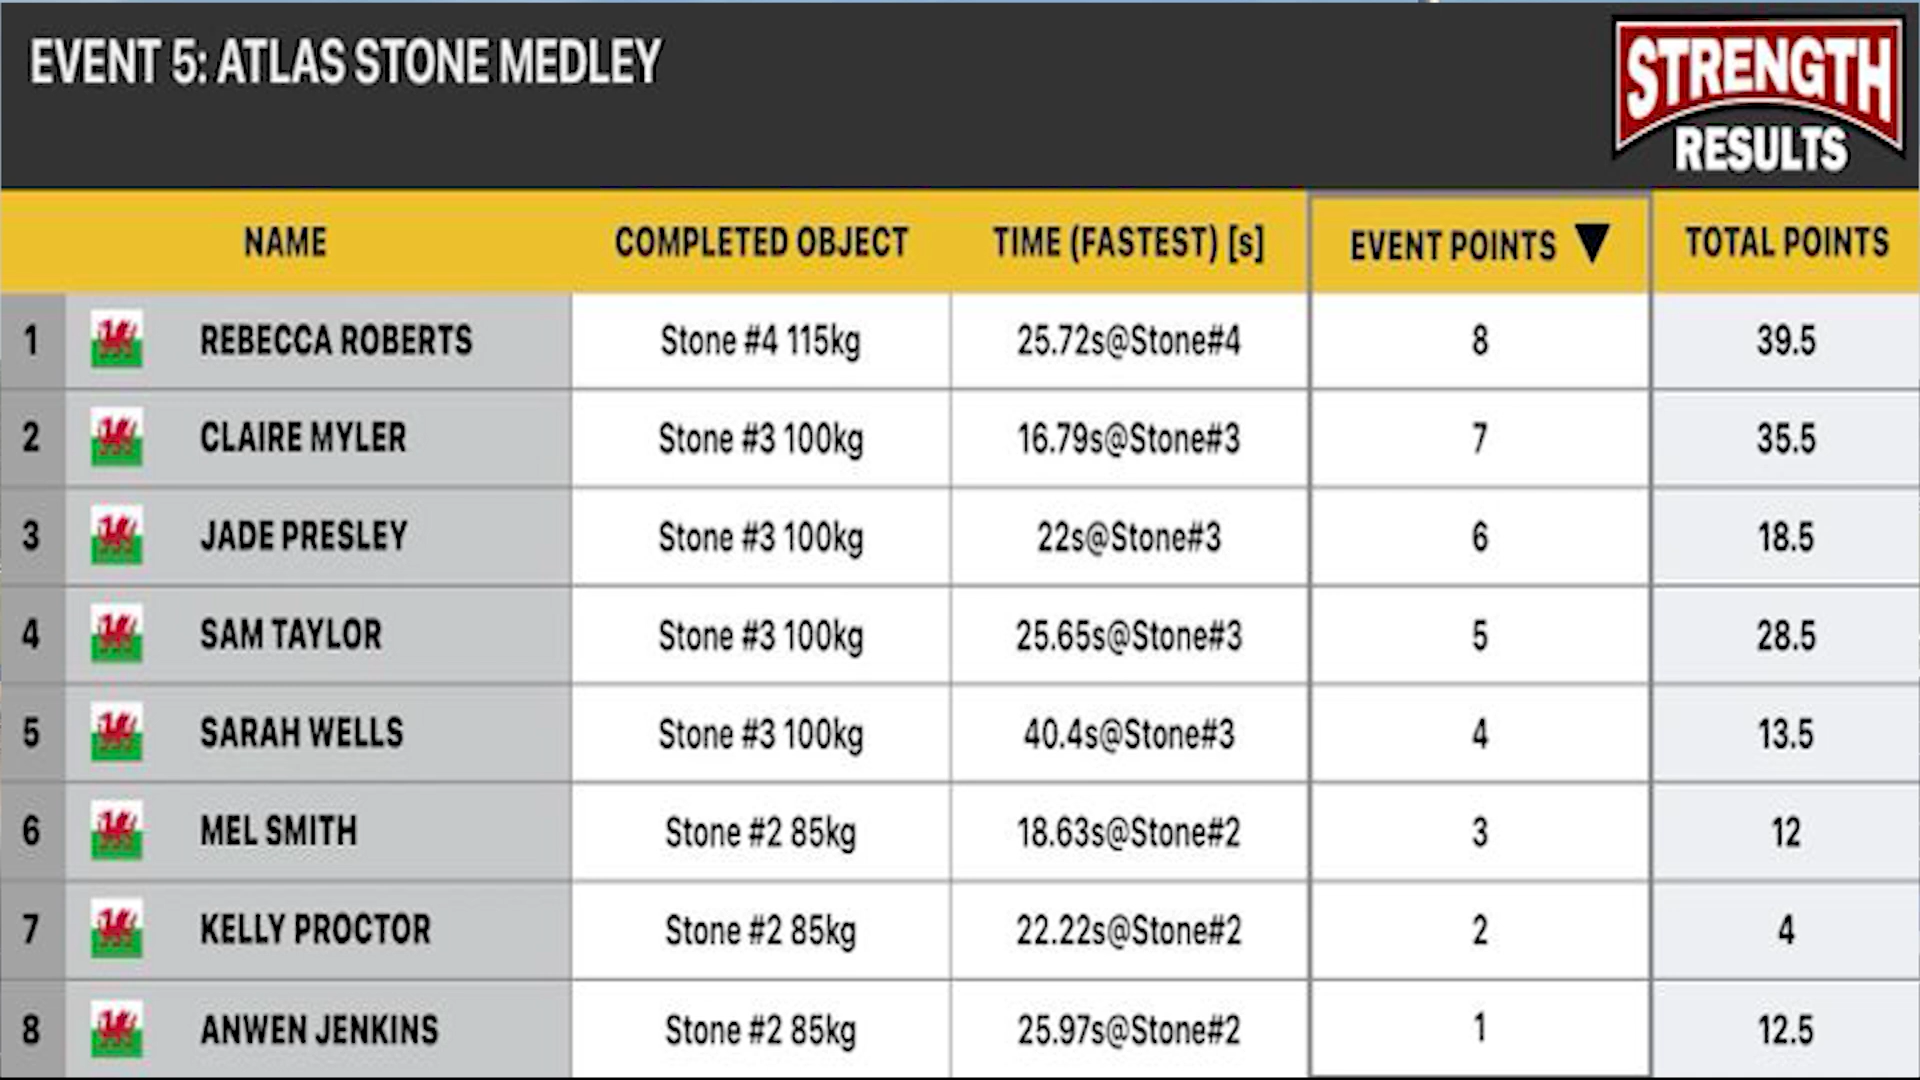 EVENT 5: ATLAS STONE MEDLEY
STRENGTH
RESULTS
NAME COMPLETED OBJECT TIME (FASTEST) [s] EVENT POINTS ▼ TOTAL POINTS
1 REBECCA ROBERTS Stone #4 115kg 25.72s@Stone#4 8 39.5
2 CLAIRE MYLER Stone #3 100kg 16.79s@Stone#3 7 35.5
3 JADE PRESLEY Stone #3 100kg 22s@Stone#3 6 18.5
4 SAM TAYLOR Stone #3 100kg 25.65s@Stone#3 5 28.5
5 SARAH WELLS Stone #3 100kg 40.4s@Stone#3 4 13.5
6 MEL SMITH Stone #2 85kg 18.63s@Stone#2 3 12
7 KELLY PROCTOR Stone #2 85kg 22.22s@Stone#2 2 4
8 ANWEN JENKINS Stone #2 85kg 25.97s@Stone#2 1 12.5